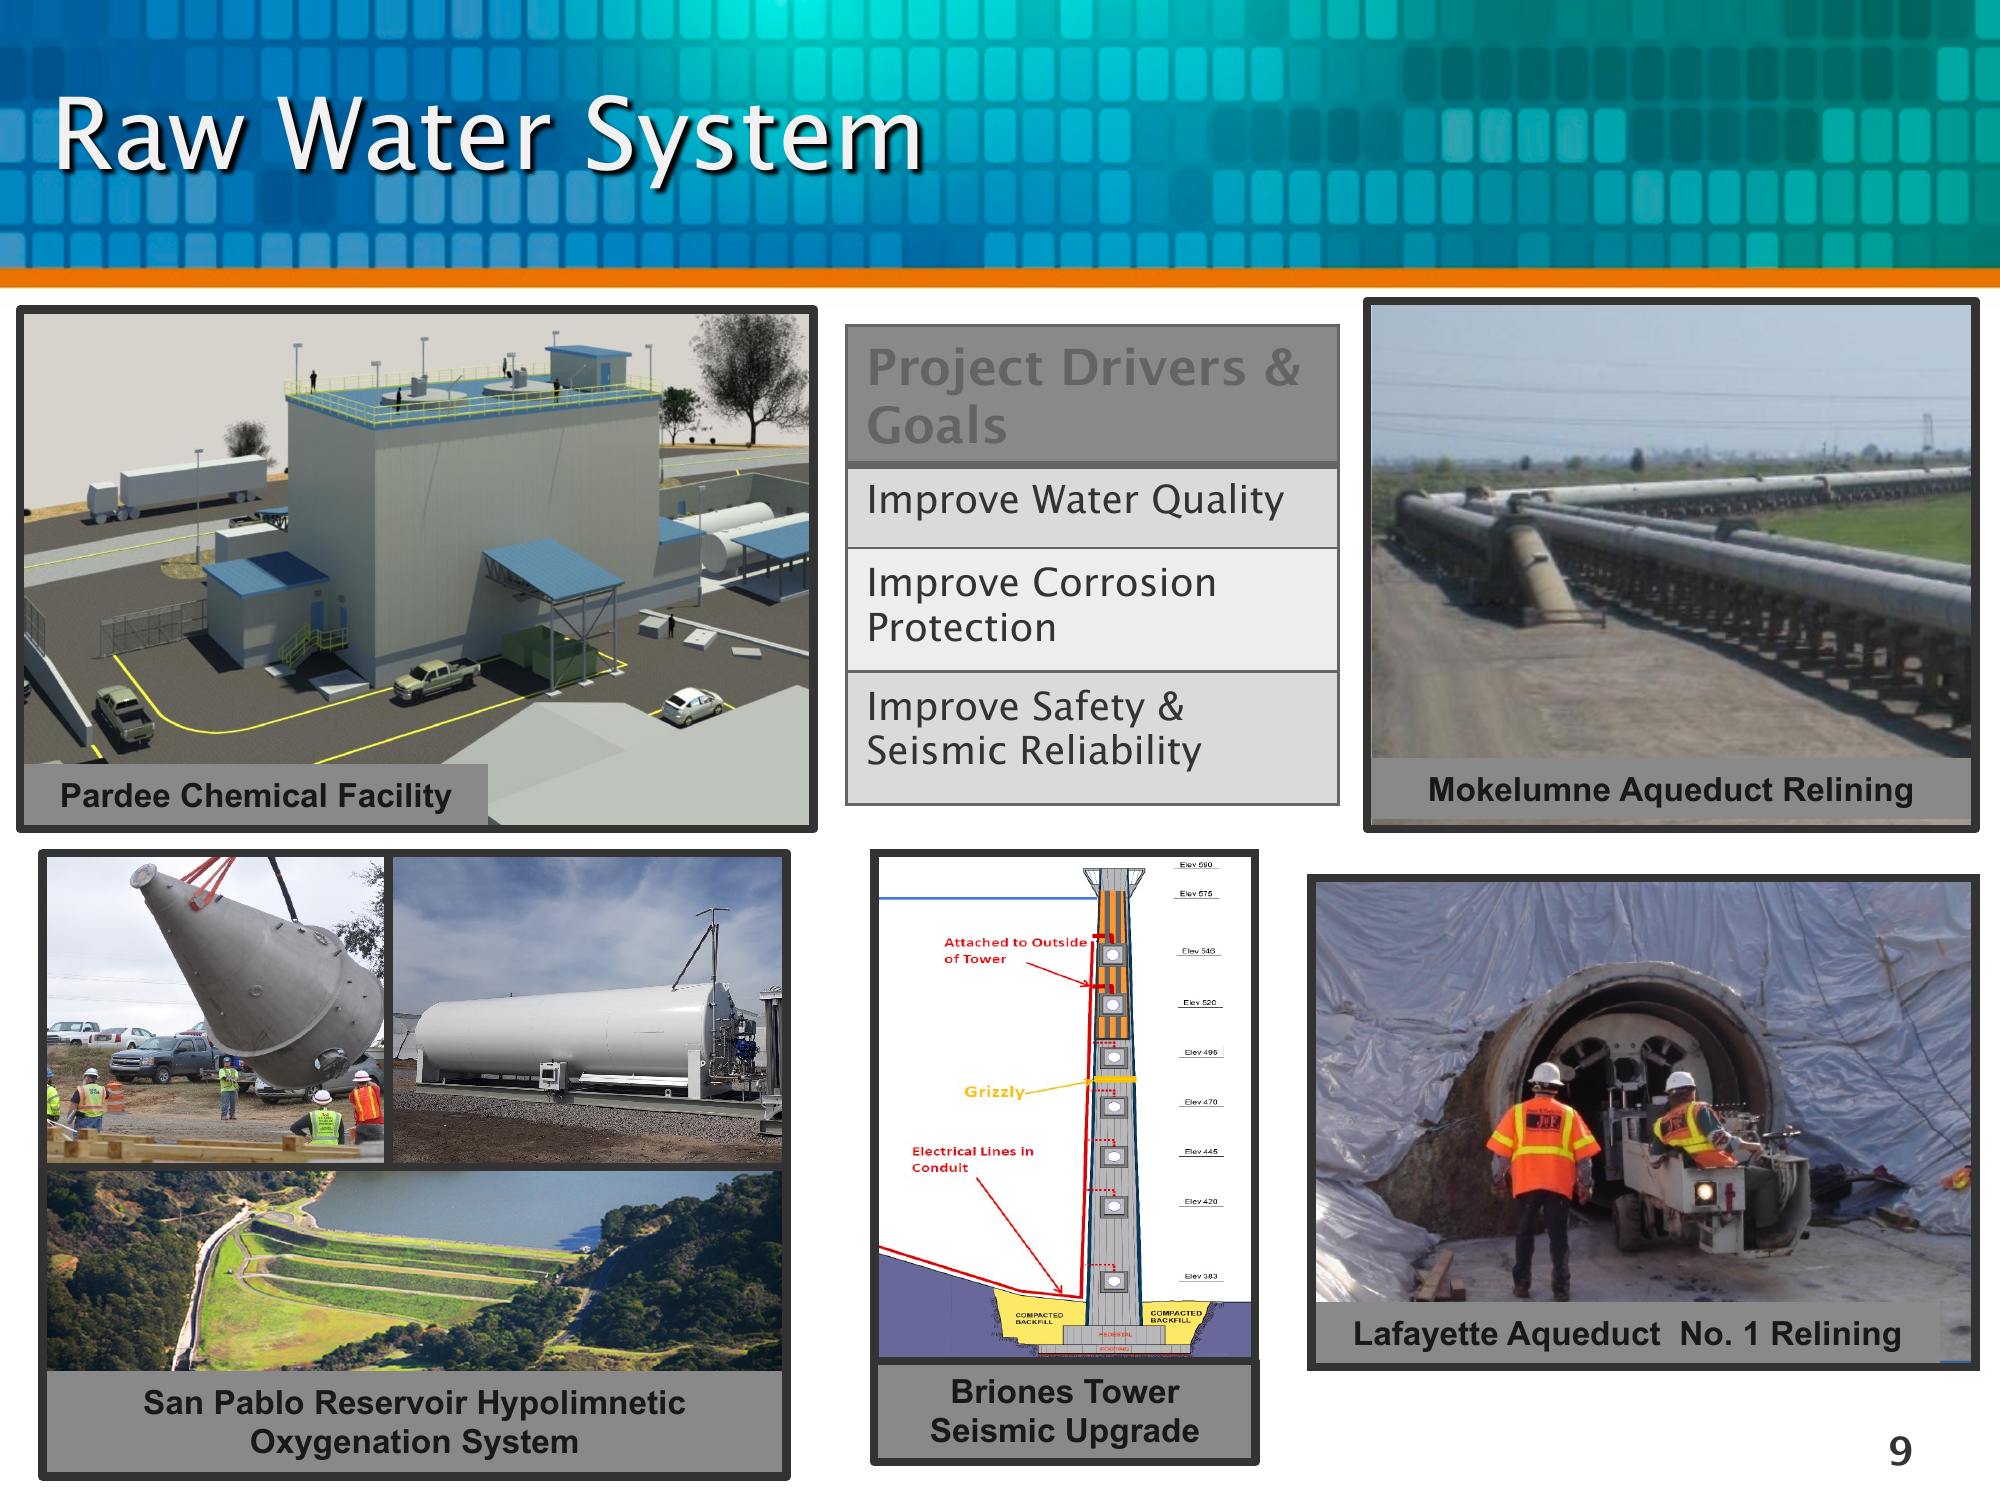 Raw Water System
Project Drivers &
Goals
Improve Water Quality
Improve Corrosion
Protection
Improve Safety &
Seismic Reliability
Pardee Chemical Facility
Mokelumne Aqueduct Relining
San Pablo Reservoir Hypolimnetic
Oxygenation System
Elev 590
Elev 575
Attached to Outside
of Tower
Elev 546
Elev 520
Elev 495
Grizzly
Elev 470
Electrical Lines in
Conduit
Elev 445
Elev 420
Elev 383
COMPACTED
BACKFILL
COMPACTED
BACKFILL
PEDESTAL
FOOTING
Briones Tower
Seismic Upgrade
Lafayette Aqueduct  No. 1 Relining
9